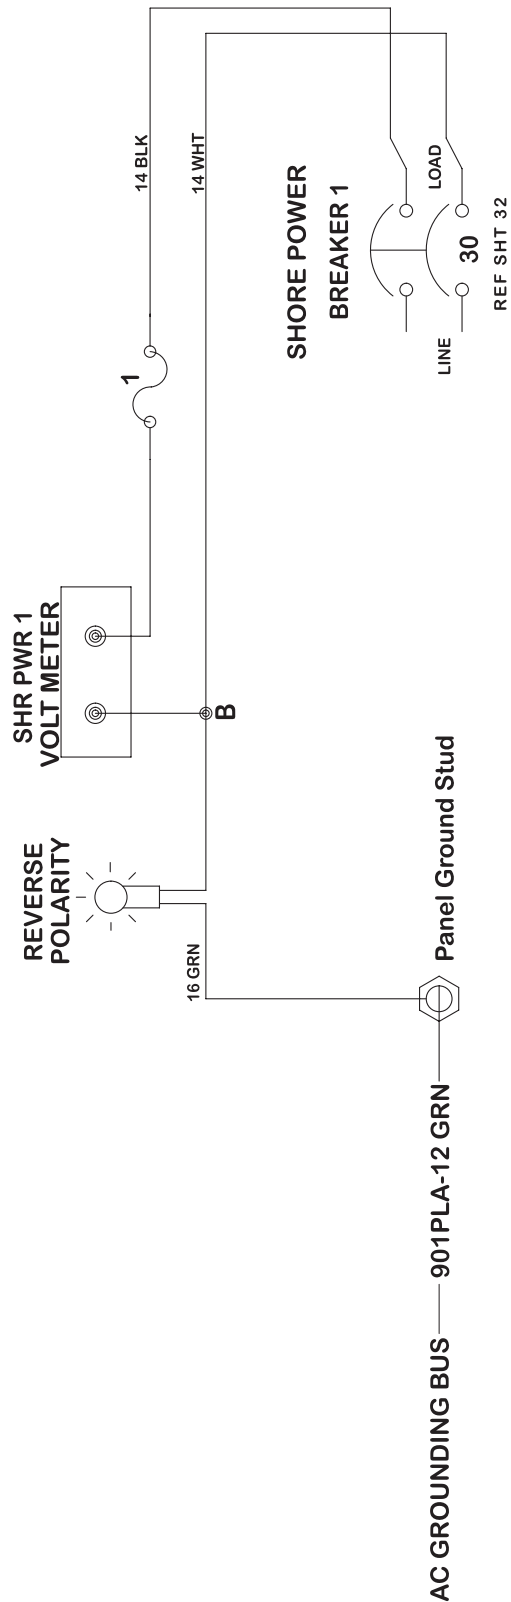 AC GROUNDING BUS
901PLA-12 GRN
Panel Ground Stud
16 GRN
REVERSE
POLARITY
SHR PWR 1
VOLT METER
B
1
14 BLK
14 WHT
SHORE POWER
BREAKER 1
LINE
LOAD
30
REF SHT 32